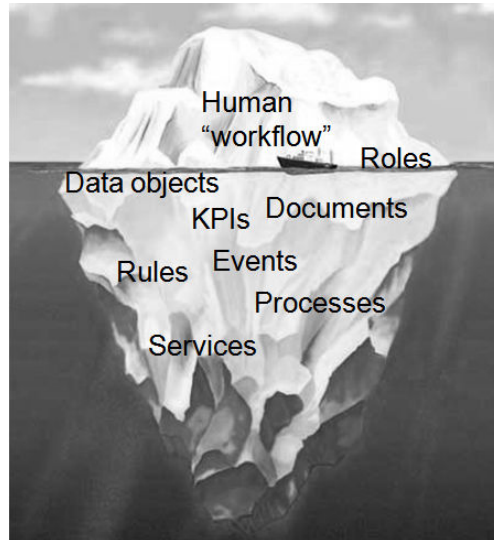 Human
“workflow”
Roles
Data objects
Documents
KPIs
Events
Rules
Processes
Services